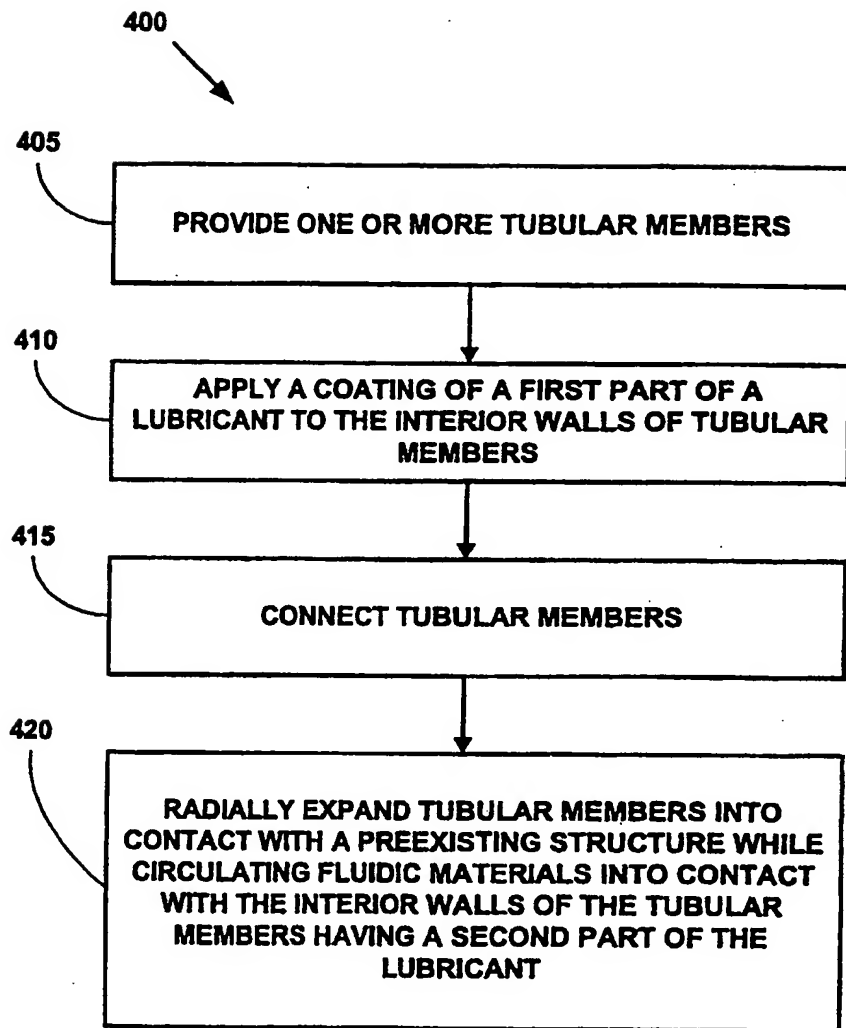 400
405
PROVIDE ONE OR MORE TUBULAR MEMBERS
410
APPLY A COATING OF A FIRST PART OF A
LUBRICANT TO THE INTERIOR WALLS OF TUBULAR
MEMBERS
415
CONNECT TUBULAR MEMBERS
420
RADIALLY EXPAND TUBULAR MEMBERS INTO
CONTACT WITH A PREEXISTING STRUCTURE WHILE
CIRCULATING FLUIDIC MATERIALS INTO CONTACT
WITH THE INTERIOR WALLS OF THE TUBULAR
MEMBERS HAVING A SECOND PART OF THE
LUBRICANT